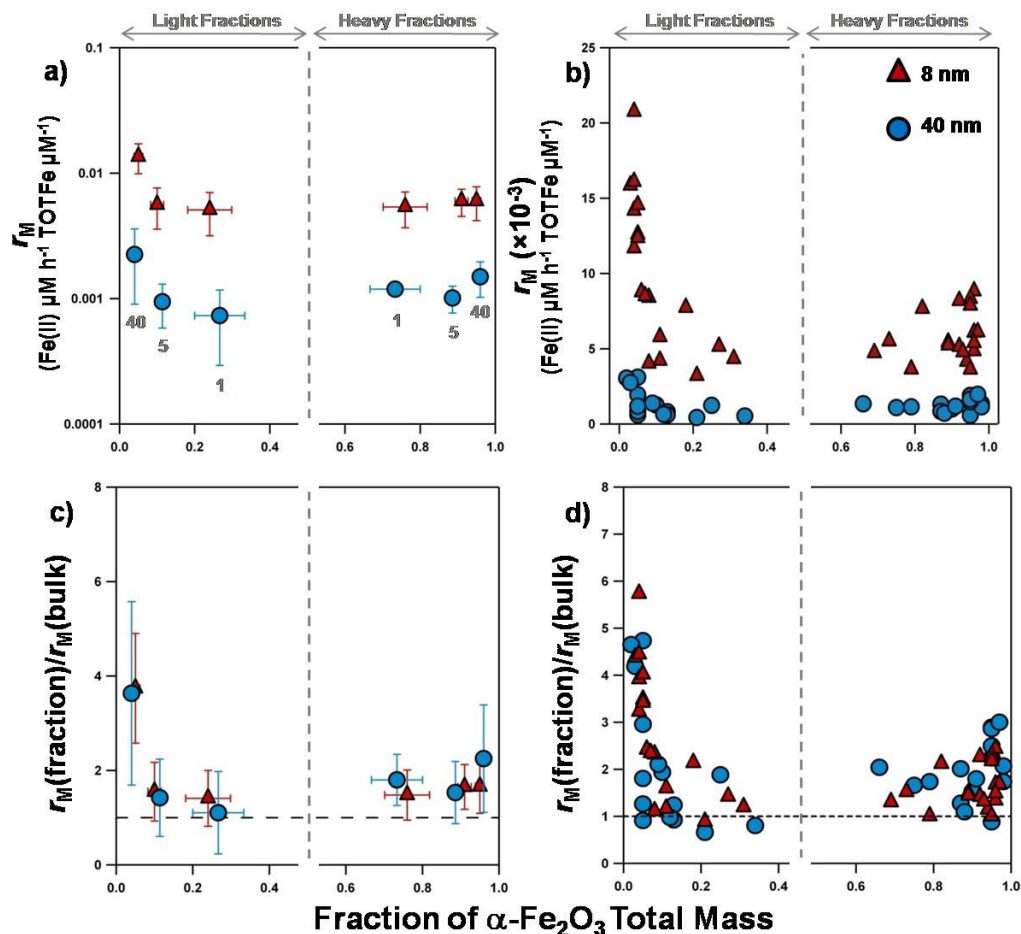 Light Fractions
Heavy Fractions
Light Fractions
Heavy Fractions
a)
0.1
0.01
0.001
0.0001
rM
(Fe(II) μM h-1 TOTFe μM-1)
40
5
1
1
5
40
0.0 0.2 0.4 0.6 0.8 1.0
b)
8 nm
40 nm
25
20
15
10
5
0
rM (×10-3)
(Fe(II) μM h-1 TOTFe μM-1)
0.0 0.2 0.4 0.6 0.8 1.0
c)
8
6
4
2
0
rM(fraction)/rM(bulk)
0.0 0.2 0.4 0.6 0.8 1.0
d)
8
7
6
5
4
3
2
1
0
rM(fraction)/rM(bulk)
0.0 0.2 0.4 0.6 0.8 1.0
Fraction of α-Fe2O3 Total Mass